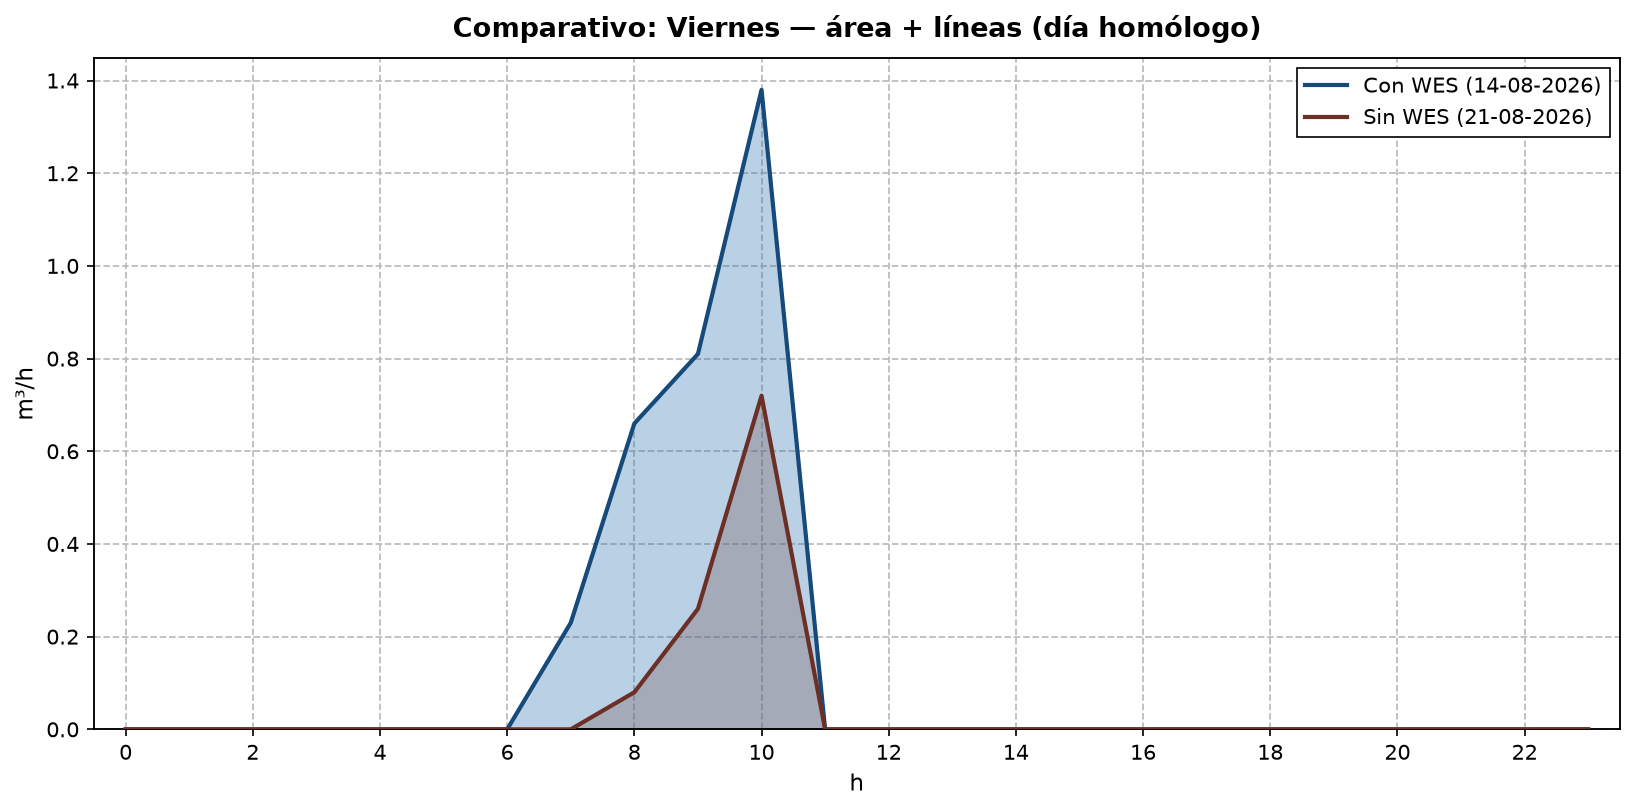 Comparativo: Viernes — área + líneas (día homólogo)
Con WES (14-08-2026)
Sin WES (21-08-2026)
m³/h
1.4
1.2
1.0
0.8
0.6
0.4
0.2
0.0
0 2 4 6 8 10 12 14 16 18 20 22
h